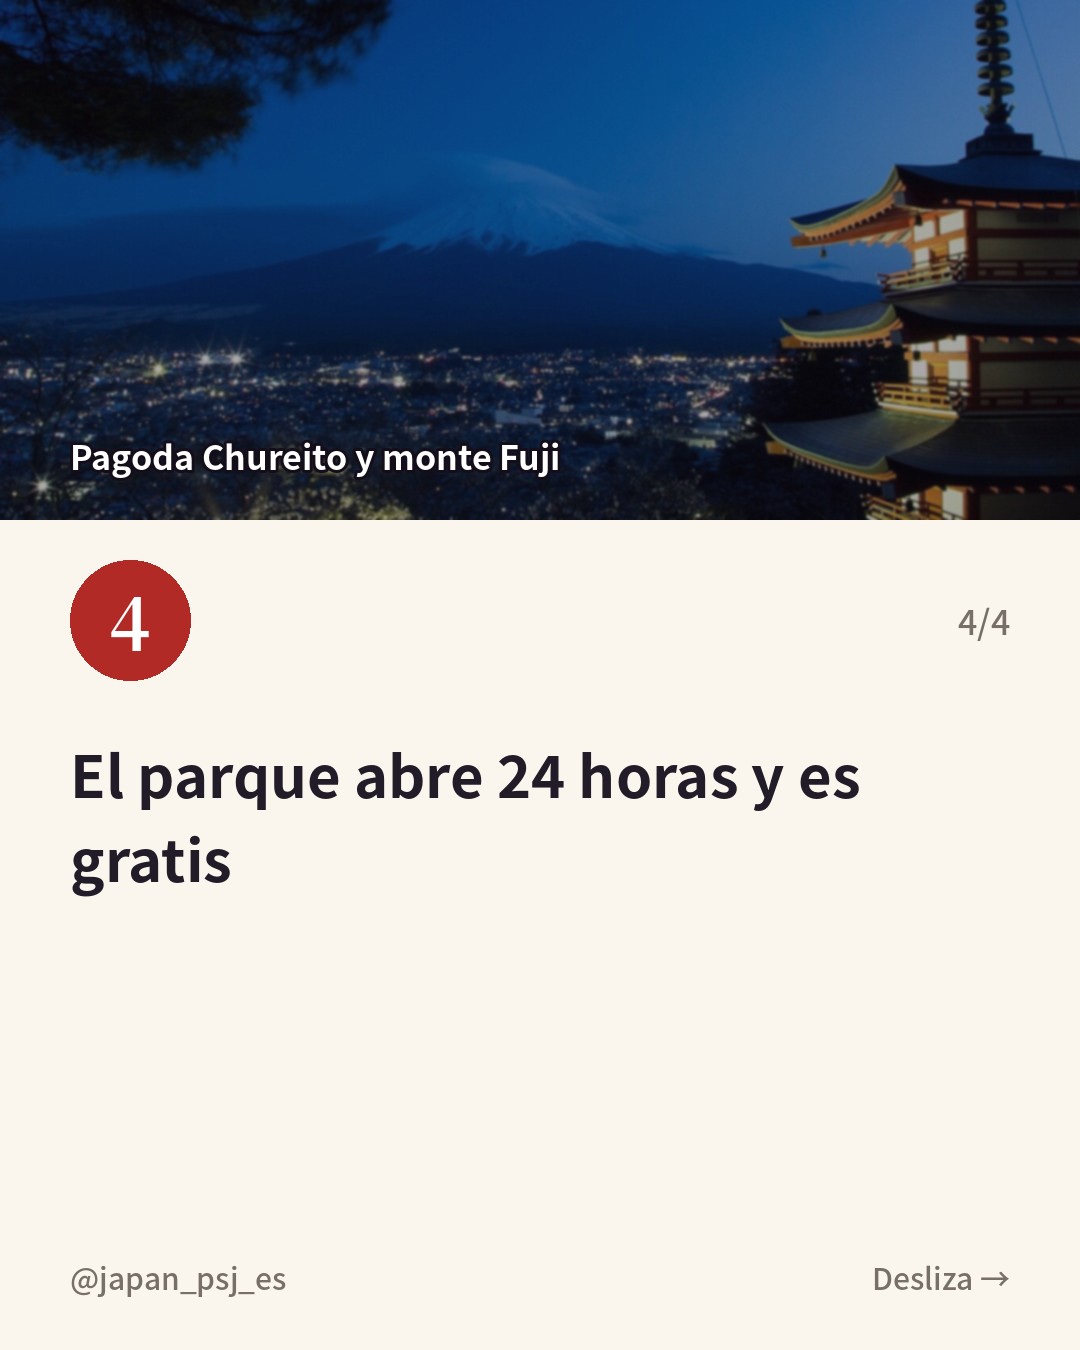 Pagoda Chureito y monte Fuji
4
4/4
El parque abre 24 horas y es
gratis
@japan_psj_es
Desliza →